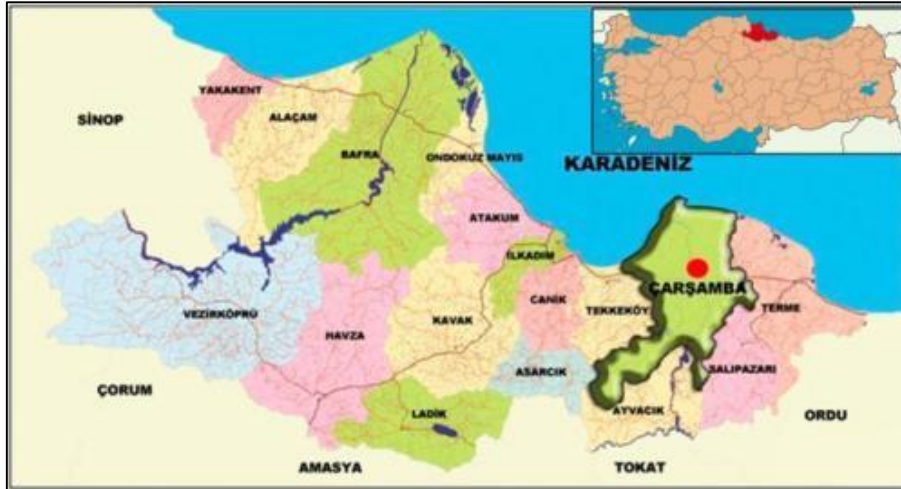 YAKAKENT
SİNOP
ALAÇAM
BAFRA
ONDOKUZ MAYIS
KARADENİZ
ATAKUM
İLKADIM
ÇARŞAMBA
VEZİRKÖPRÜ
HAVZA
KAVAK
CANİK
TEKKEKÖY
TERME
ASARCIK
SALIPAZARI
ÇORUM
LADİK
AYVACIK
ORDU
AMASYA
TOKAT